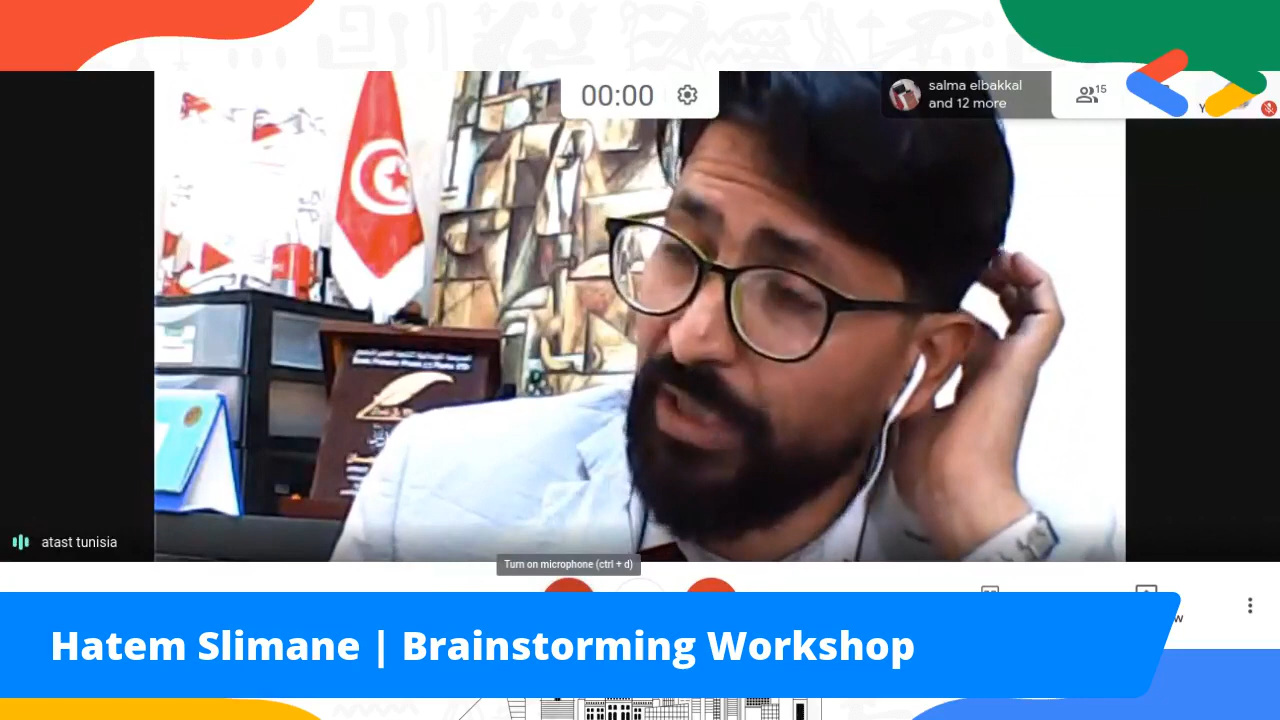 00:00
salma elbakkal
and 12 more
15
Y
atast tunisia
Turn on microphone (ctrl + d)
w
Hatem Slimane | Brainstorming Workshop